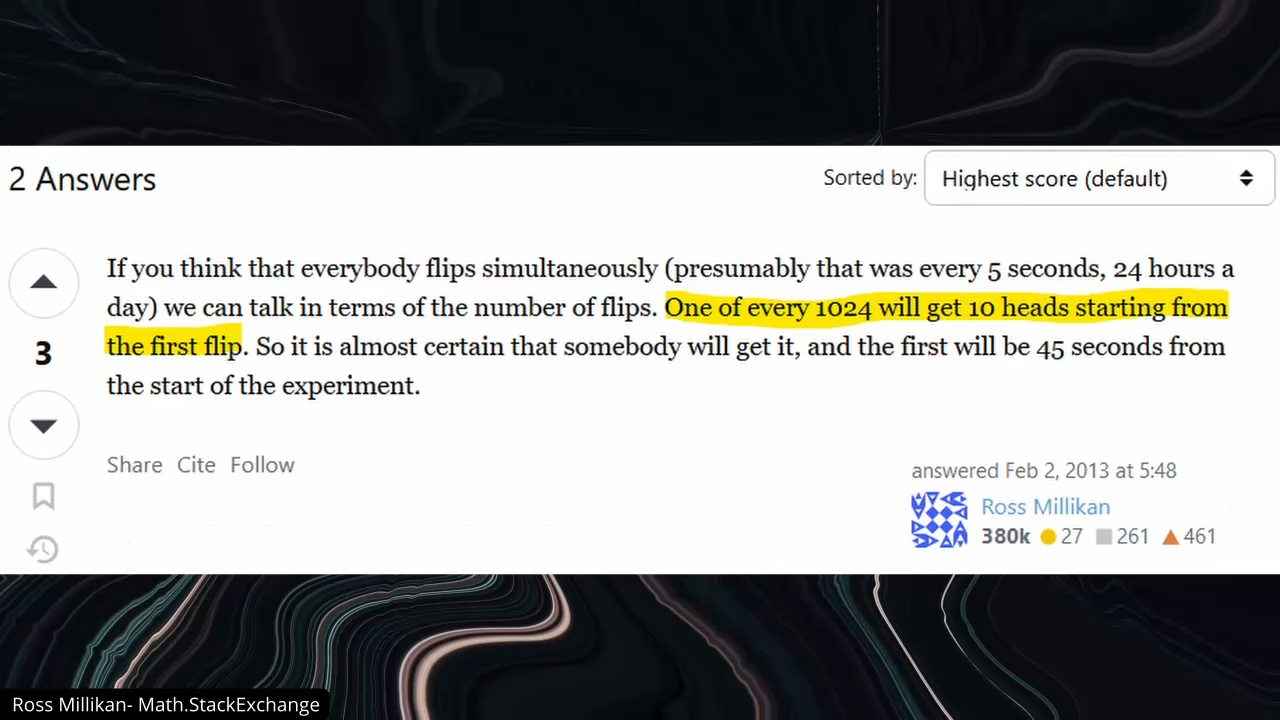 2 Answers
Sorted by:
Highest score (default)
If you think that everybody flips simultaneously (presumably that was every 5 seconds, 24 hours a
day) we can talk in terms of the number of flips. One of every 1024 will get 10 heads starting from
the first flip. So it is almost certain that somebody will get it, and the first will be 45 seconds from
the start of the experiment.
3
Share Cite Follow
answered Feb 2, 2013 at 5:48
Ross Millikan
380k 27 261 461
Ross Millikan- Math.StackExchange